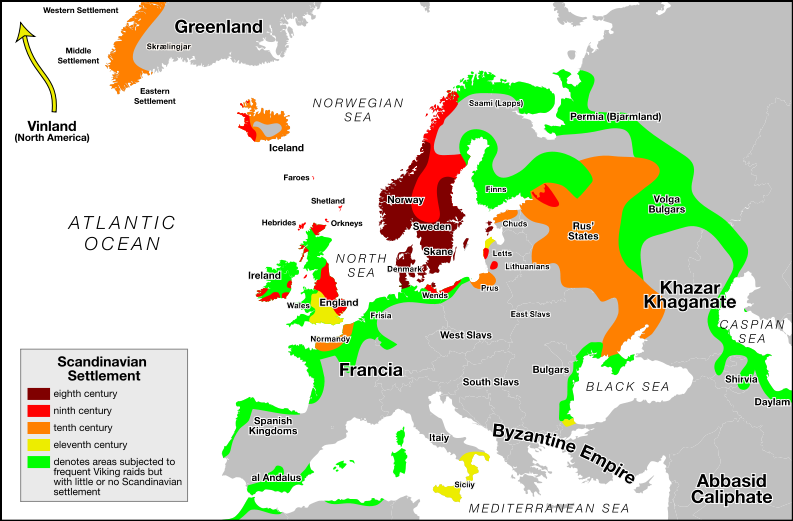 Western Settlement
Greenland
Skrælingjar
Middle
Settlement
Eastern
Settlement
Vinland
(North America)
NORWEGIAN
SEA
Saami (Lapps)
Permia (Bjarmland)
Iceland
Faroes
Shetland
Hebrides
Orkneys
ATLANTIC
OCEAN
Norway
Finns
Volga
Bulgars
Sweden
Chuds
Rus'
States
Skane
NORTH
SEA
Letts
Denmark
Lithuanians
Ireland
Prus
Wends
Khazar
Khaganate
Wales
England
Frisia
East Slavs
CASPIAN
SEA
Normandy
West Slavs
Scandinavian
Settlement
eighth century
ninth century
tenth century
eleventh century
denotes areas subjected to
frequent Viking raids but
with little or no Scandinavian
settlement
Francia
Bulgars
South Slavs
BLACK SEA
Shirvia
Daylam
Spanish
Kingdoms
Italy
Byzantine Empire
al Andalus
Sicily
Abbasid
Caliphate
MEDITERRANEAN SEA